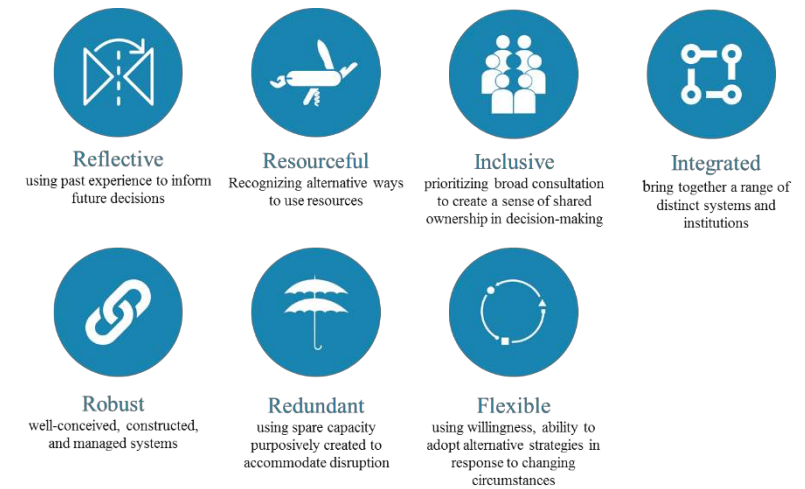 Reflective
using past experience to inform
future decisions
Resourceful
Recognizing alternative ways
to use resources
Inclusive
prioritizing broad consultation
to create a sense of shared
ownership in decision-making
Integrated
bring together a range of
distinct systems and
institutions
Robust
well-conceived, constructed,
and managed systems
Redundant
using spare capacity
purposively created to
accommodate disruption
Flexible
using willingness, ability to
adopt alternative strategies in
response to changing
circumstances